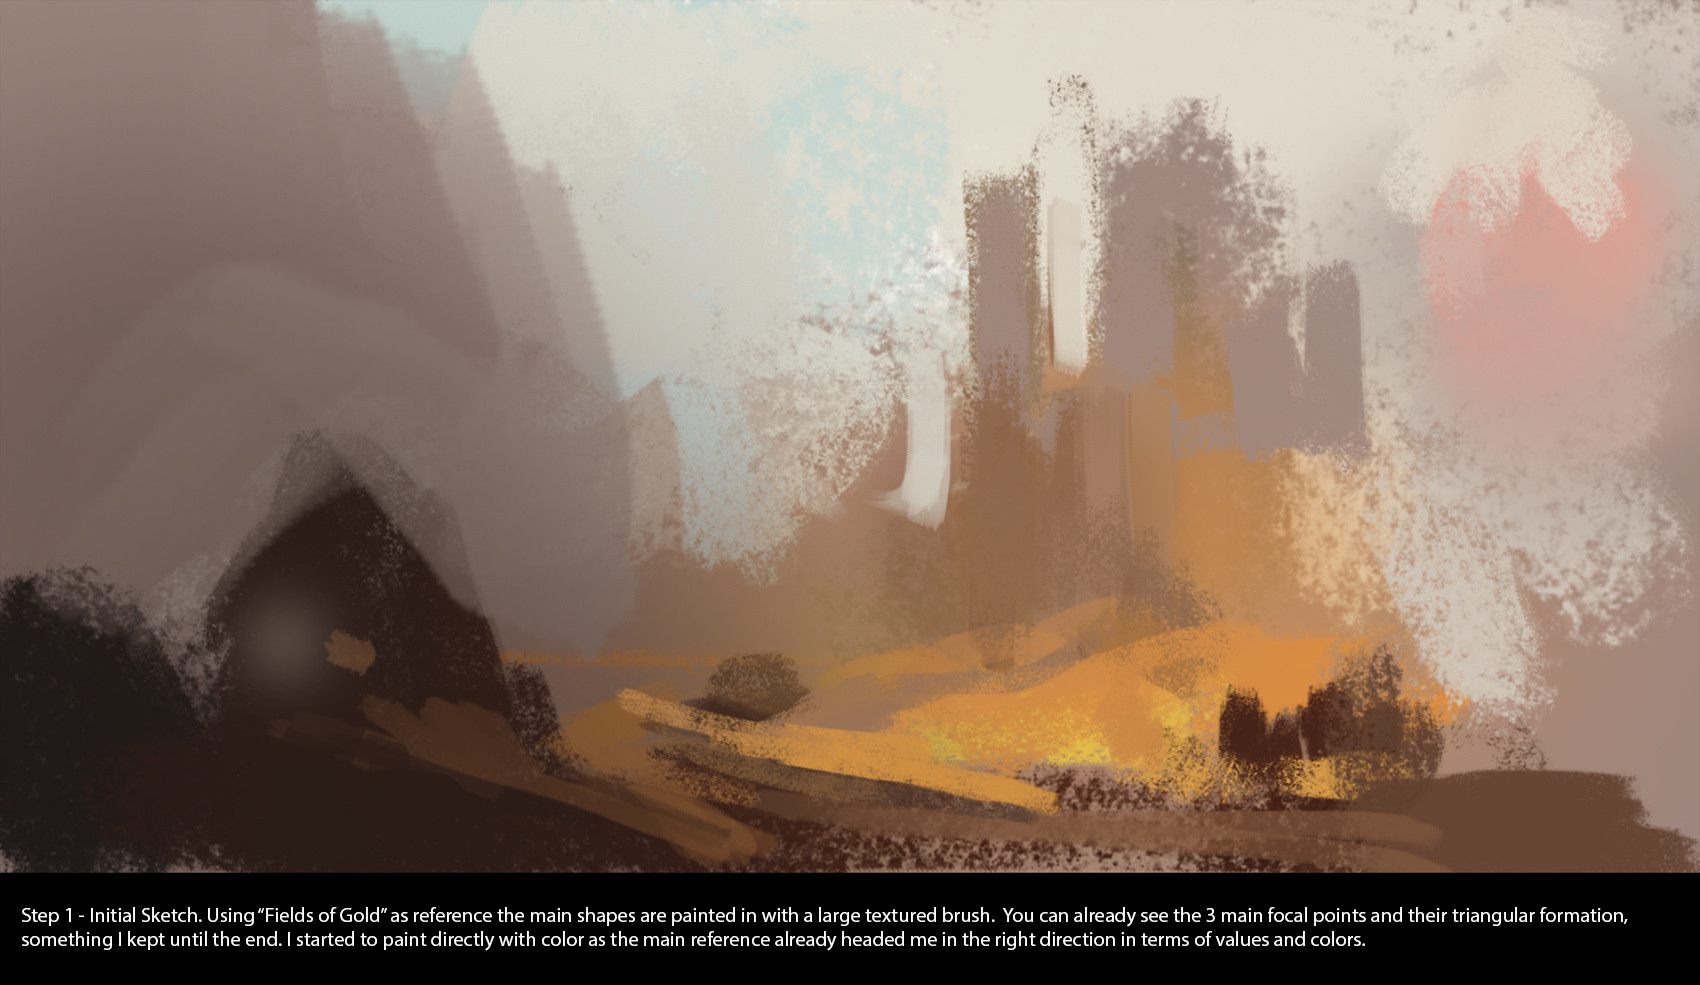 Step 1 - Initial Sketch. Using “Fields of Gold” as reference the main shapes are painted in with a large textured brush.  You can already see the 3 main focal points and their triangular formation,
something I kept until the end. I started to paint directly with color as the main reference already headed me in the right direction in terms of values and colors.